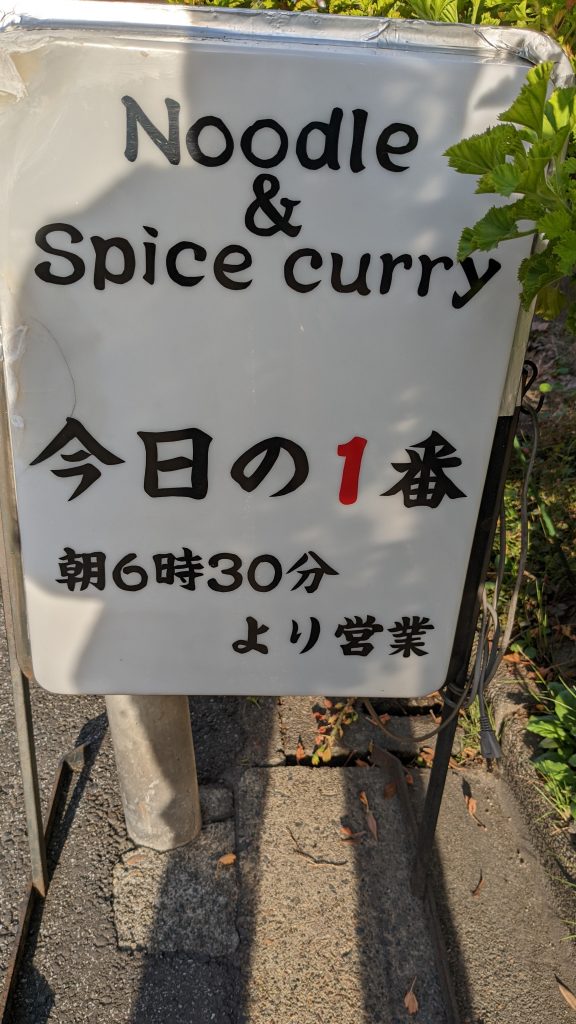 Noodle
&
Spice curry
今日の1番
朝6時30分
より営業